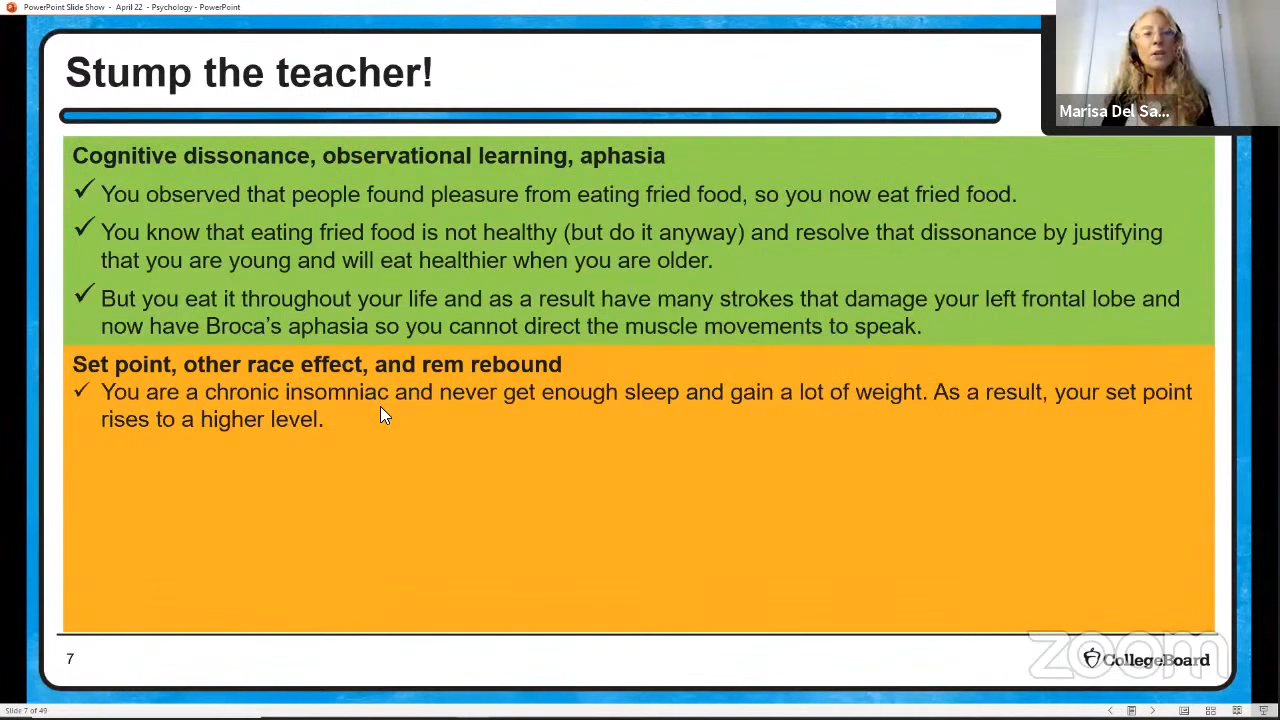 PowerPoint Slide Show - April 22 - Psychology - PowerPoint
Stump the teacher!
Marisa Del Sa...
Cognitive dissonance, observational learning, aphasia
✓ You observed that people found pleasure from eating fried food, so you now eat fried food.
✓ You know that eating fried food is not healthy (but do it anyway) and resolve that dissonance by justifying
that you are young and will eat healthier when you are older.
✓ But you eat it throughout your life and as a result have many strokes that damage your left frontal lobe and
now have Broca's aphasia so you cannot direct the muscle movements to speak.
Set point, other race effect, and rem rebound
✓ You are a chronic insomniac and never get enough sleep and gain a lot of weight. As a result, your set point
rises to a higher level.
7
zoom
CollegeBoard
Slide 7 of 49